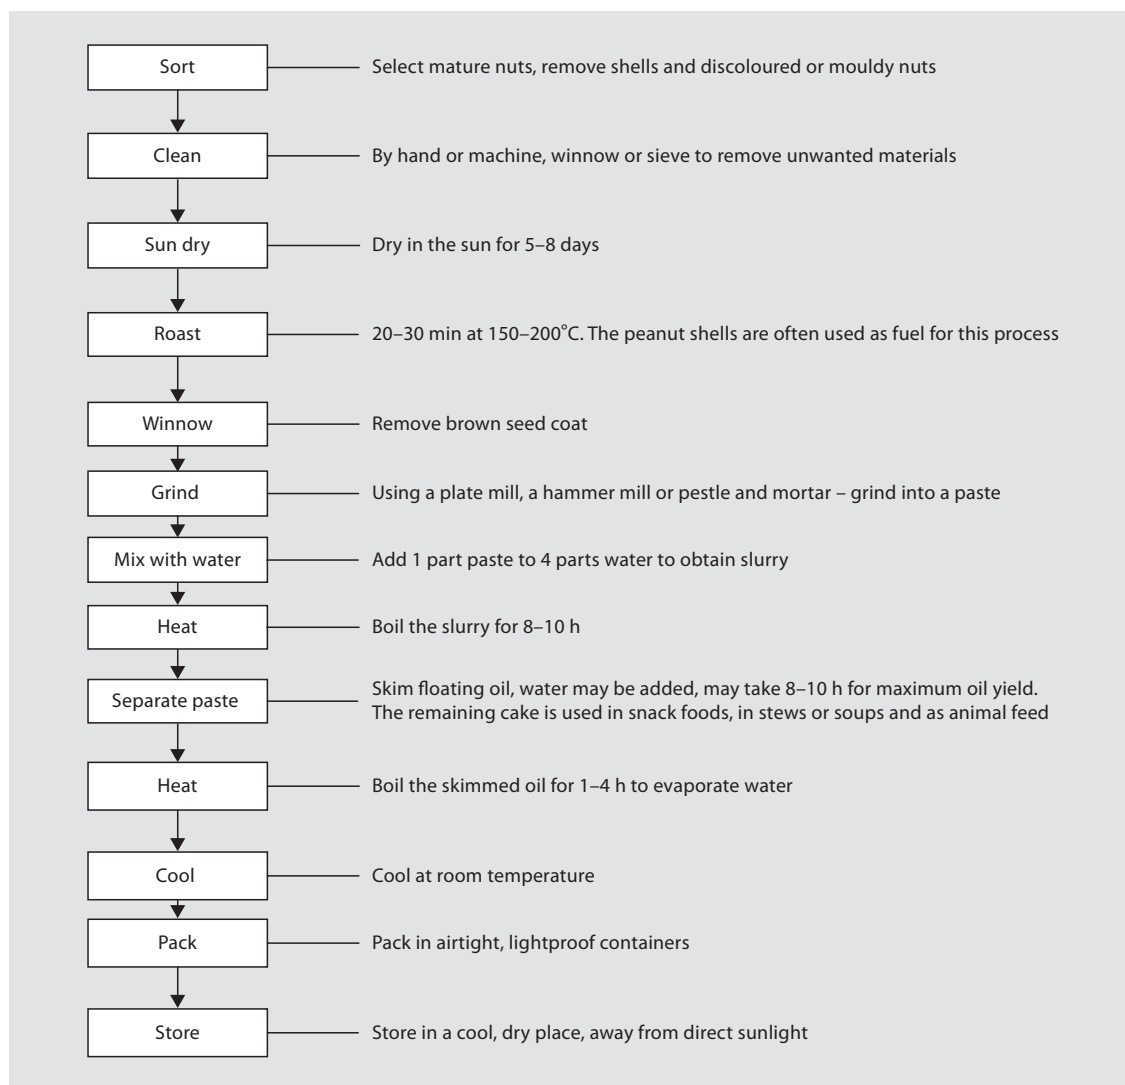 Sort
Select mature nuts, remove shells and discoloured or mouldy nuts
Clean
By hand or machine, winnow or sieve to remove unwanted materials
Sun dry
Dry in the sun for 5–8 days
Roast
20–30 min at 150–200˚C. The peanut shells are often used as fuel for this process
Winnow
Remove brown seed coat
Grind
Using a plate mill, a hammer mill or pestle and mortar – grind into a paste
Mix with water
Add 1 part paste to 4 parts water to obtain slurry
Heat
Boil the slurry for 8–10 h
Separate paste
Skim floating oil, water may be added, may take 8–10 h for maximum oil yield.
The remaining cake is used in snack foods, in stews or soups and as animal feed
Heat
Boil the skimmed oil for 1–4 h to evaporate water
Cool
Cool at room temperature
Pack
Pack in airtight, lightproof containers
Store
Store in a cool, dry place, away from direct sunlight